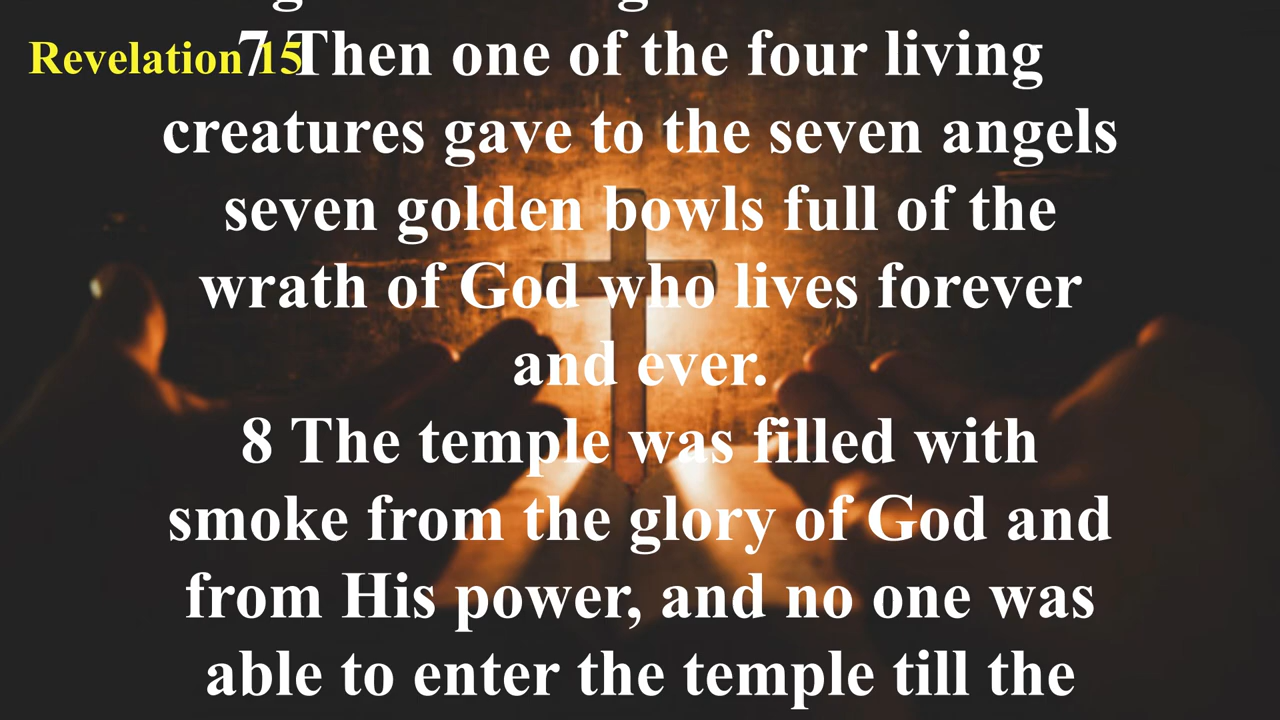 Revelation 15
7 Then one of the four living
creatures gave to the seven angels
seven golden bowls full of the
wrath of God who lives forever
and ever.
8 The temple was filled with
smoke from the glory of God and
from His power, and no one was
able to enter the temple till the